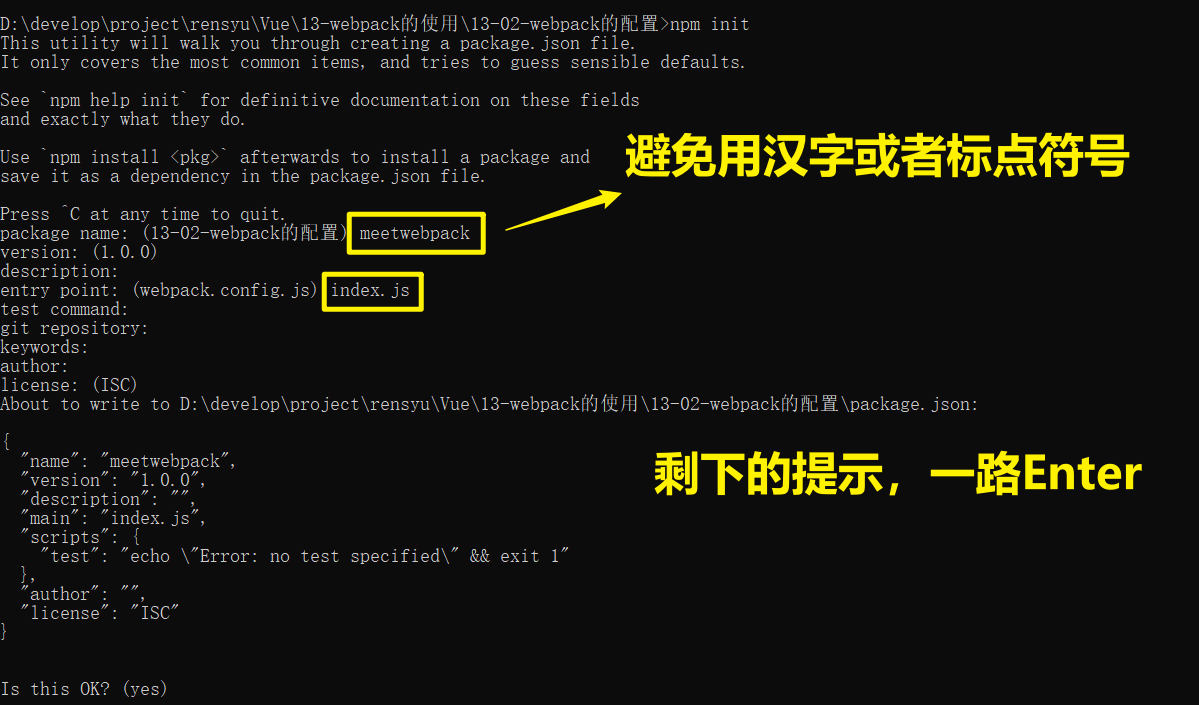 D:\develop\project\rensyu\Vue\13-webpack的使用\13-02-webpack的配置>npm init
This utility will walk you through creating a package.json file.
It only covers the most common items, and tries to guess sensible defaults.
See `npm help init` for definitive documentation on these fields
and exactly what they do.
Use `npm install <pkg>` afterwards to install a package and
save it as a dependency in the package.json file.
避免用汉字或者标点符号
Press ^C at any time to quit.
package name: (13-02-webpack的配置) meetwebpack
version: (1.0.0)
description:
entry point: (webpack.config.js) index.js
test command:
git repository:
keywords:
author:
license: (ISC)
About to write to D:\develop\project\rensyu\Vue\13-webpack的使用\13-02-webpack的配置\package.json:
{
"name": "meetwebpack",
"version": "1.0.0",
"description": "",
"main": "index.js",
"scripts": {
"test": "echo \"Error: no test specified\" && exit 1"
},
"author": "",
"license": "ISC"
}
剩下的提示，一路Enter
Is this OK? (yes)